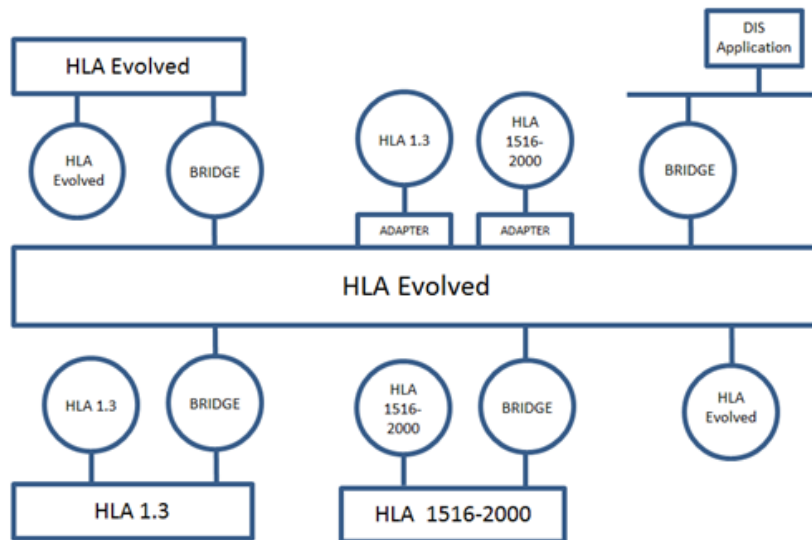 DIS
Application
HLA Evolved
HLA
Evolved
BRIDGE
HLA 1.3
HLA
1516-
2000
BRIDGE
ADAPTER
ADAPTER
HLA Evolved
HLA 1.3
BRIDGE
HLA
1516-
2000
BRIDGE
HLA
Evolved
HLA 1.3
HLA 1516-2000